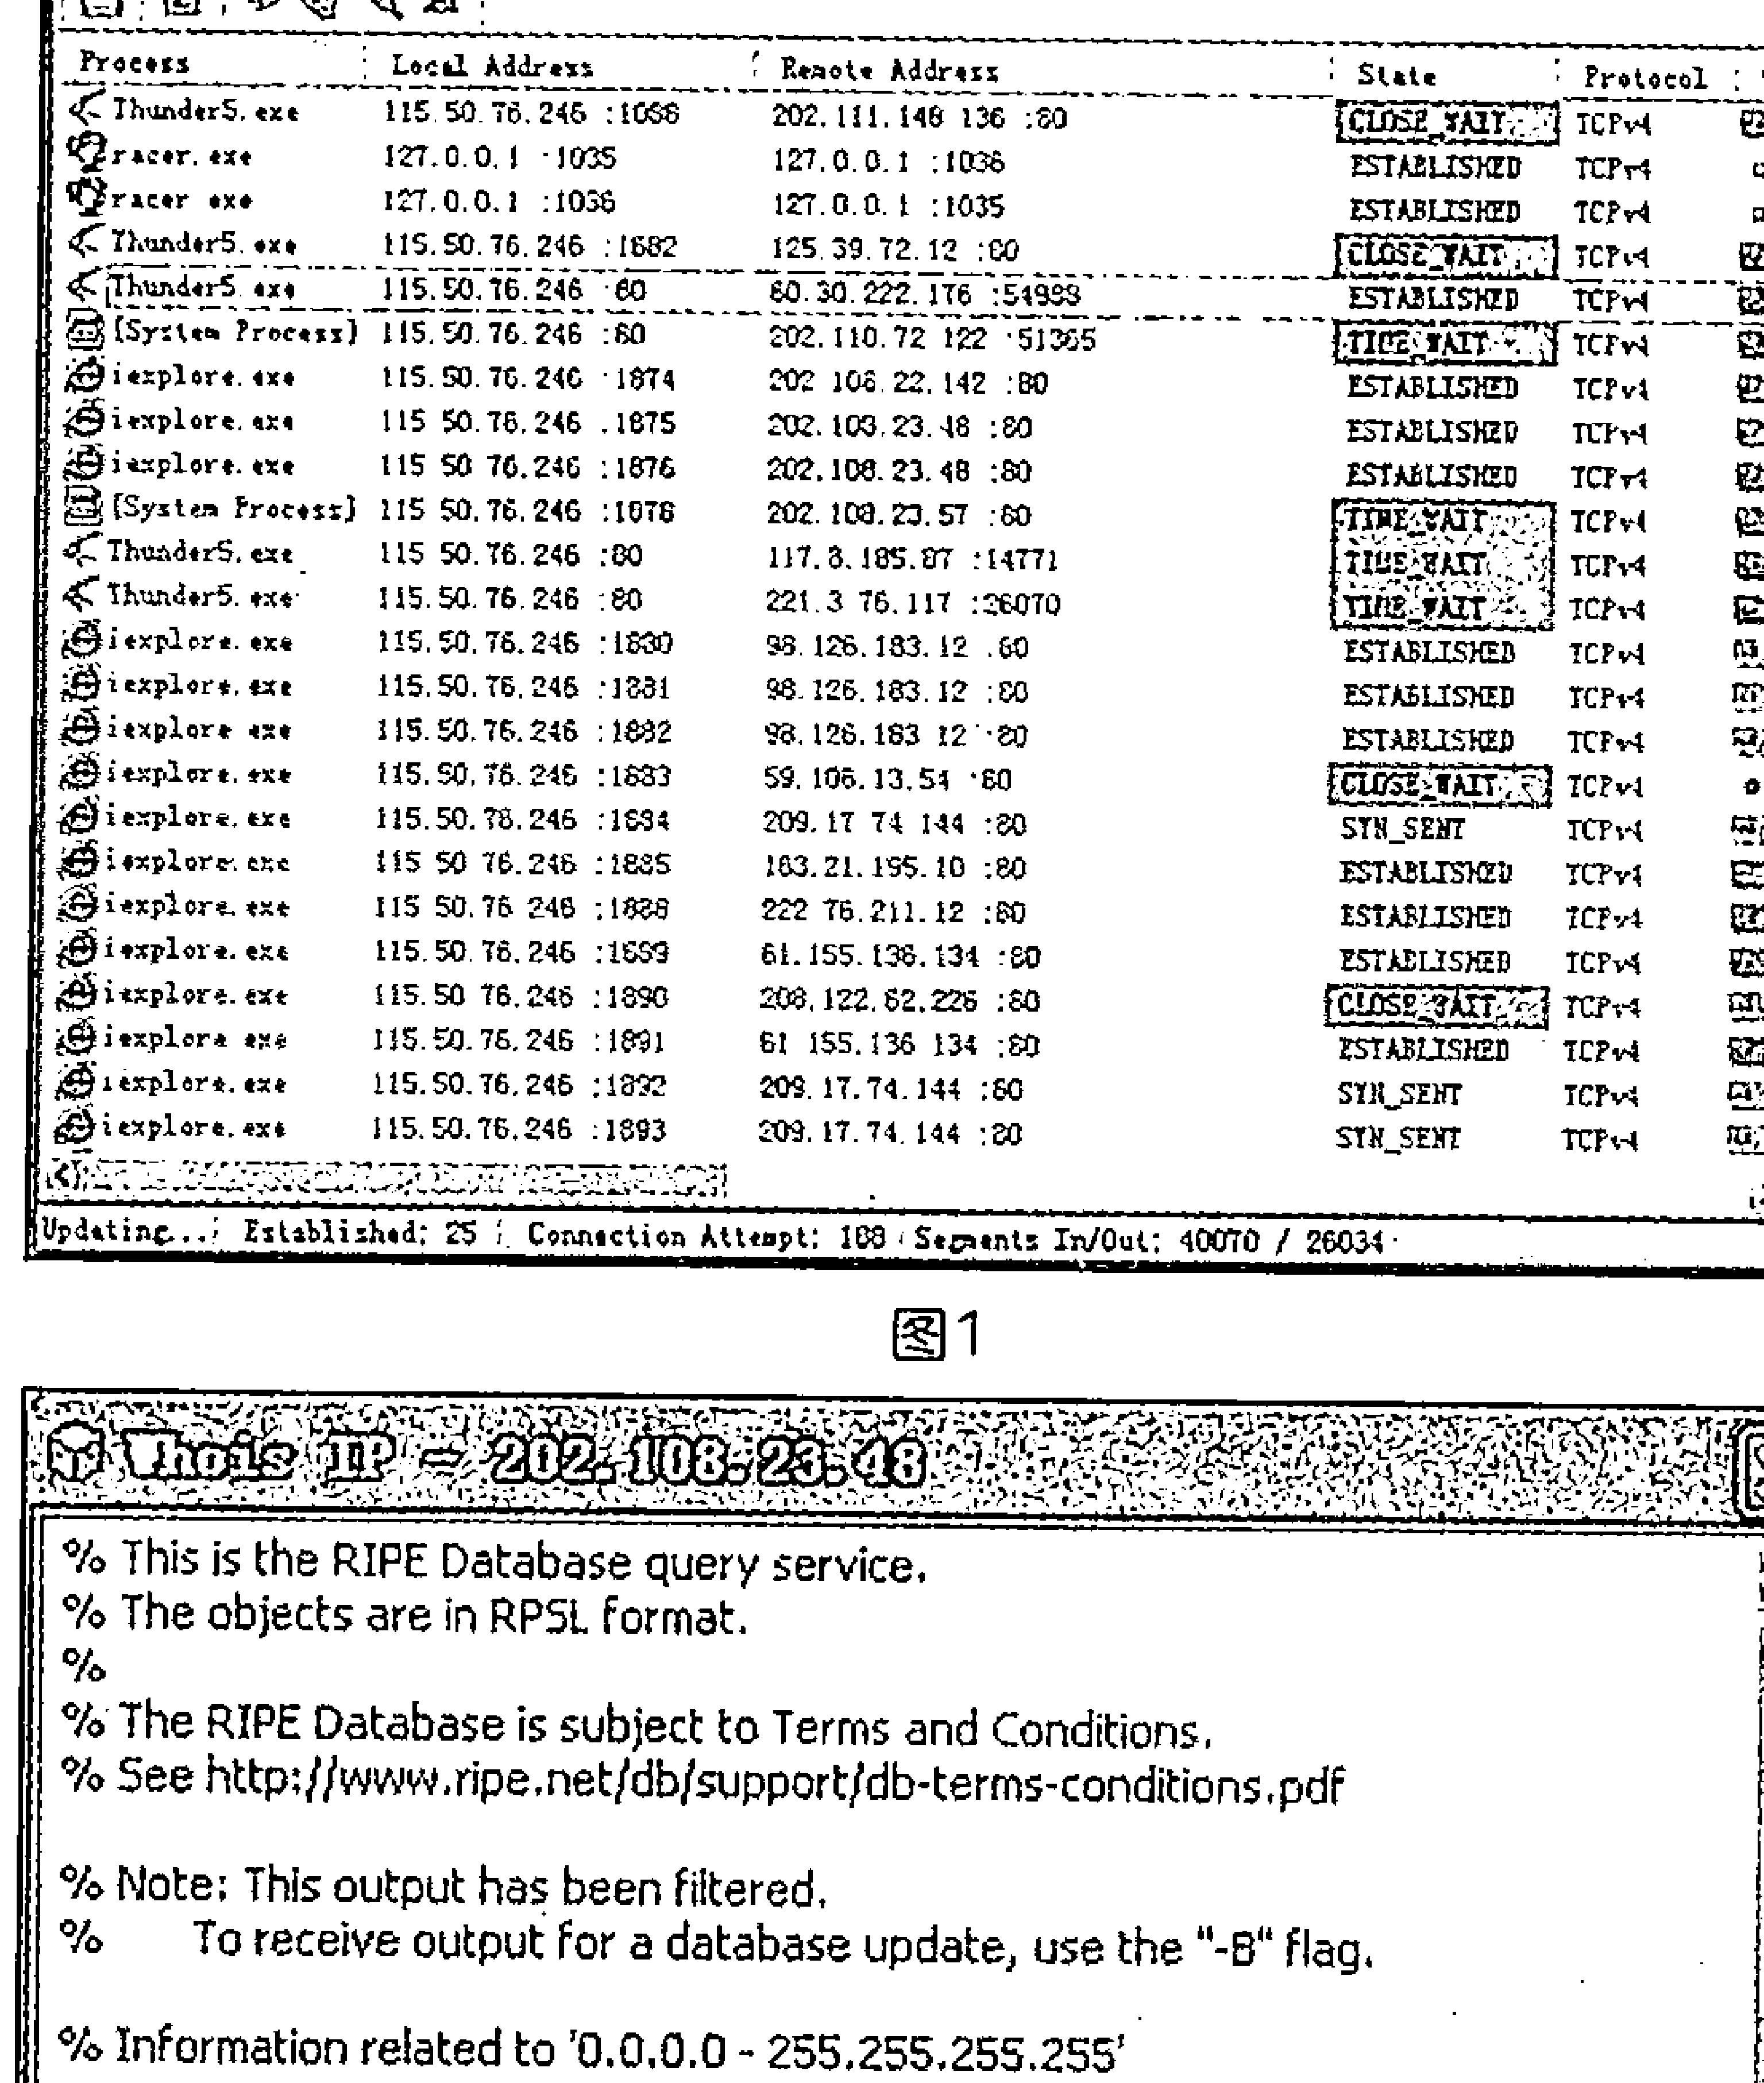 Process Local Address Remote Address State Protocol
Thunder5.exe 115.50.76.246 202.111.148 136 :80 CLOSE_WAIT TCPv4
racer.exe 127.0.0.1 :1035 127.0.0.1 :1036 ESTABLISHED TCPv4
racer exe 127.0.0.1 :1036 127.0.0.1 :1035 ESTABLISHED TCPv4
Thunder5.exe 115.50.76.246 :1682 125.39.72.12 :80 CLOSE_WAIT TCPv4
Thunder5.exe 115.50.76.246 :80 60.30.222.176 ESTABLISHED TCPv4
[System Process] 115.50.76.246 :80 202.110.72 122 :51365 TIME_WAIT TCPv4
iexplore.exe 115.50.76.246 :1874 202 108.22.142 :80 ESTABLISHED TCPv4
iexplore.exe 115 50.76.246 :1875 202.108.23.48 :80 ESTABLISHED TCPv4
iexplore.exe 115 50 76.246 :1876 202.108.23.48 :80 ESTABLISHED TCPv4
[System Process] 115 50.76.246 :1878 202.108.23.57 :80 TIME_WAIT TCPv4
Thunder5.exe 115 50.76.246 :80 117.8.185.87 :14771 TIME_WAIT TCPv4
Thunder5.exe 115.50.76.246 :80 221.3 76.117 :26070 TIME_WAIT TCPv4
iexplore.exe 115.50.76.246 98.126.183.12 :80 ESTABLISHED TCPv4
iexplore.exe 115.50.76.246 :1881 98.126.183.12 :80 ESTABLISHED TCPv4
iexplore exe 115.50.76.246 :1882 98.126.183 12 :80 ESTABLISHED TCPv4
iexplore.exe 115.50.76.246 :1883 59.106.13.54 :80 CLOSE_WAIT TCPv4
iexplore.exe 115.50.76.246 :1884 209.17 74 144 :80 SYN_SENT TCPv4
iexplore.exe 115 50 76.246 :1885 163.21.195.10 :80 ESTABLISHED TCPv4
iexplore.exe 115 50.76 246 222 76.211.12 :80 ESTABLISHED TCPv4
iexplore.exe 115.50.76.246 61.155.136.134 :80 ESTABLISHED TCPv4
iexplore.exe 115.50 76.246 :1890 208.122.62.226 :80 CLOSE_WAIT TCPv4
iexplore exe 115.50.76.246 :1891 61 155.136 134 :80 ESTABLISHED TCPv4
iexplore.exe 115.50.76.246 :1892 209.17.74.144 :80 SYN_SENT TCPv4
iexplore.exe 115.50.76.246 :1893 209.17.74.144 :80 SYN_SENT TCPv4
Updating... Established: 25 Connection Attempt: 188 Segments In/Out: 40070 / 26034
图1
Whois IP - 202.108.23.48
% This is the RIPE Database query service.
% The objects are in RPSL format.
%
% The RIPE Database is subject to Terms and Conditions.
% See http://www.ripe.net/db/support/db-terms-conditions.pdf
% Note: This output has been filtered.
% To receive output for a database update, use the "-B" flag.
% Information related to '0.0.0.0 - 255.255.255.255'